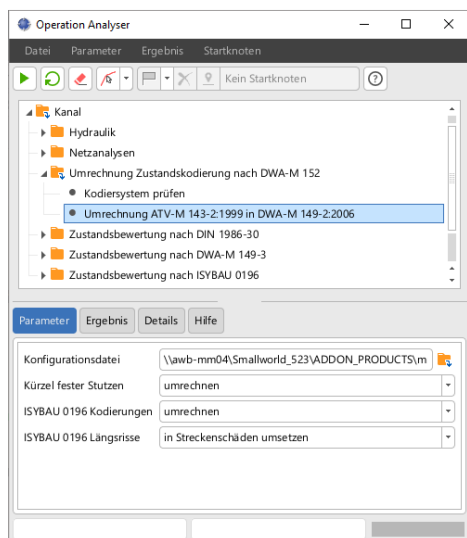 Operation Analyser
Datei Parameter Ergebnis Startknoten
Kein Startknoten
Kanal
Hydraulik
Netzanalysen
Umrechnung Zustandskodierung nach DWA-M 152
Kodiersystem prüfen
Umrechnung ATV-M 143-2:1999 in DWA-M 149-2:2006
Zustandsbewertung nach DIN 1986-30
Zustandsbewertung nach DWA-M 149-3
Zustandsbewertung nach ISYBAU 0196
Parameter Ergebnis Details Hilfe
Konfigurationsdatei \\awb-mm04\Smallworld_523\ADDON_PRODUCTS\m
Kürzel fester Stutzen umrechnen
ISYBAU 0196 Kodierungen umrechnen
ISYBAU 0196 Längsrisse in Streckenschäden umsetzen